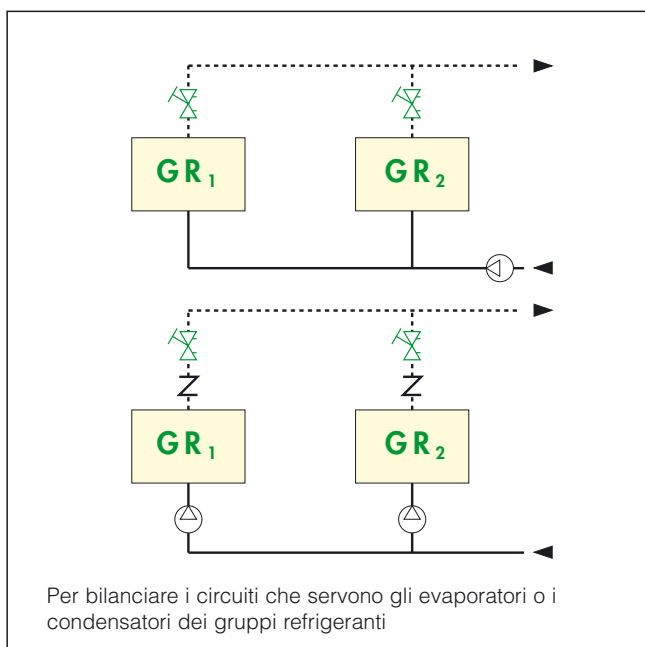 GR1 GR2
GR1 GR2
Per bilanciare i circuiti che servono gli evaporatori o i
condensatori dei gruppi refrigeranti